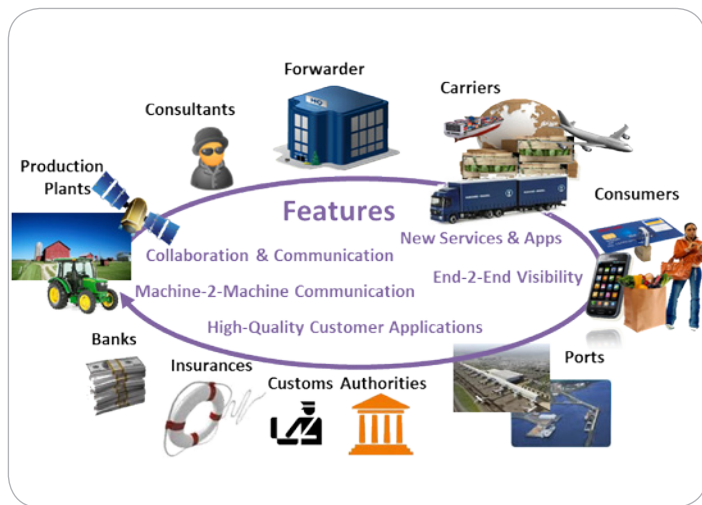 Forwarder
Carriers
Consultants
Production
Plants
Consumers
Features
New Services & Apps
Collaboration & Communication
End-2-End Visibility
Machine-2-Machine Communication
High-Quality Customer Applications
Banks
Insurances
Customs
Authorities
Ports
HQ